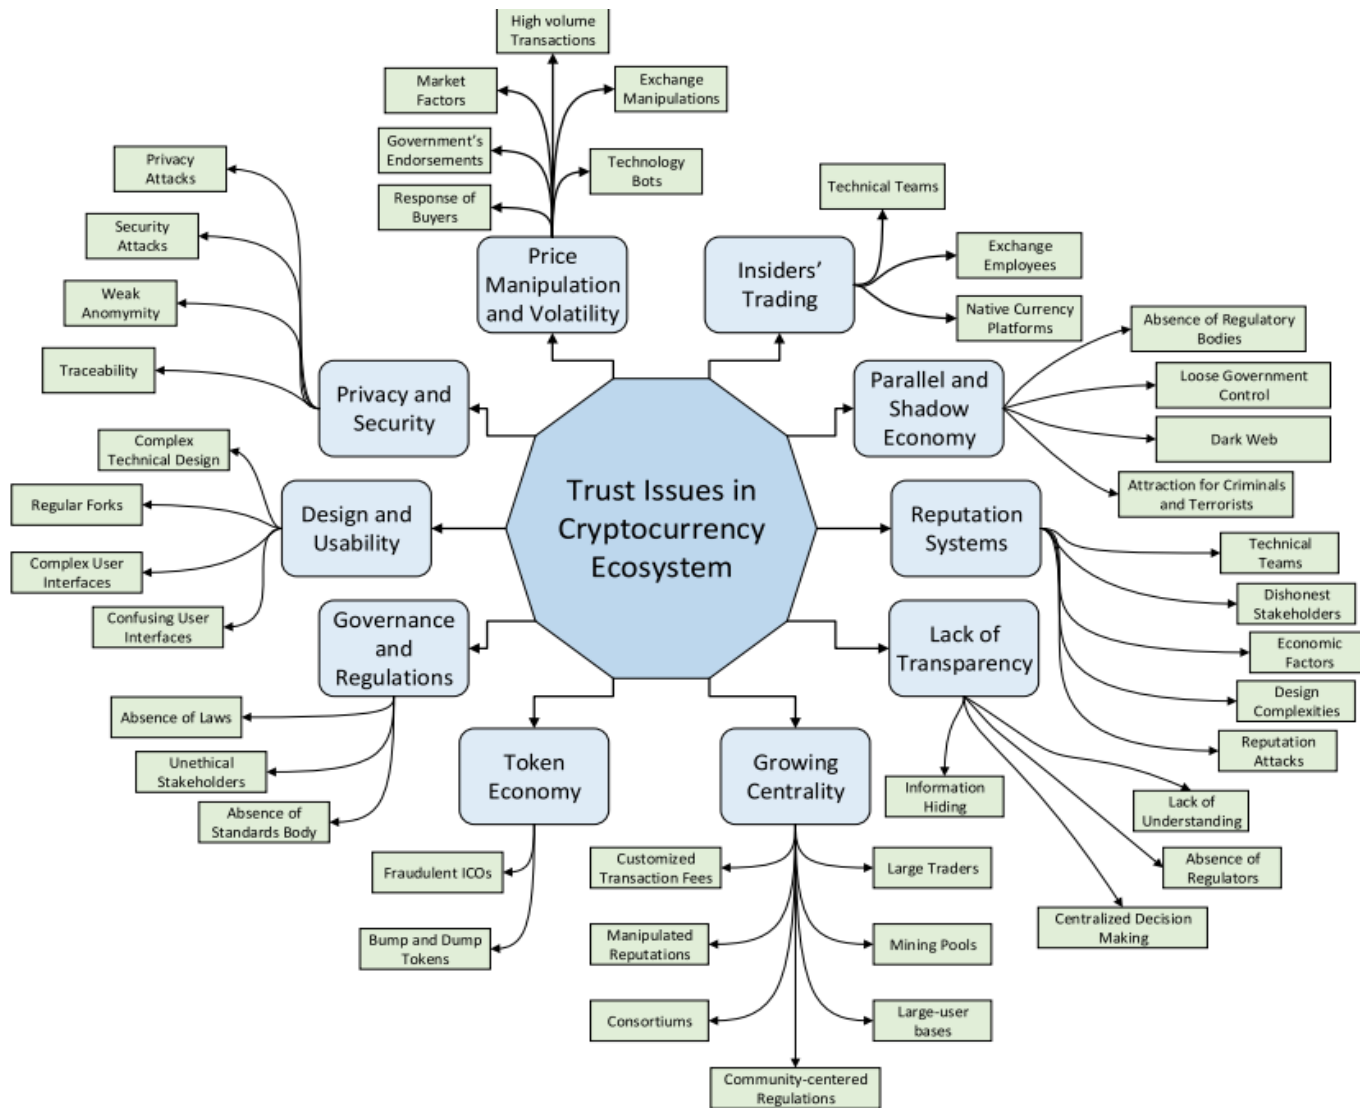 High volume
Transactions
Market
Factors
Exchange
Manipulations
Government's
Endorsements
Technology
Bots
Response of
Buyers
Price
Manipulation
and Volatility
Technical Teams
Exchange
Employees
Native Currency
Platforms
Insiders'
Trading
Privacy
Attacks
Security
Attacks
Weak
Anomymity
Traceability
Privacy and
Security
Absence of Regulatory
Bodies
Loose Government
Control
Dark Web
Attraction for Criminals
and Terrorists
Parallel and
Shadow
Economy
Complex
Technical Design
Regular Forks
Complex User
Interfaces
Confusing User
Interfaces
Design and
Usability
Trust Issues in
Cryptocurrency
Ecosystem
Reputation
Systems
Technical
Teams
Dishonest
Stakeholders
Economic
Factors
Design
Complexities
Reputation
Attacks
Governance
and
Regulations
Absence of Laws
Unethical
Stakeholders
Absence of
Standards Body
Lack of
Transparency
Information
Hiding
Lack of
Understanding
Absence of
Regulators
Centralized Decision
Making
Token
Economy
Fraudulent ICOs
Bump and Dump
Tokens
Growing
Centrality
Customized
Transaction Fees
Large Traders
Manipulated
Reputations
Mining Pools
Consortiums
Large-user
bases
Community-centered
Regulations